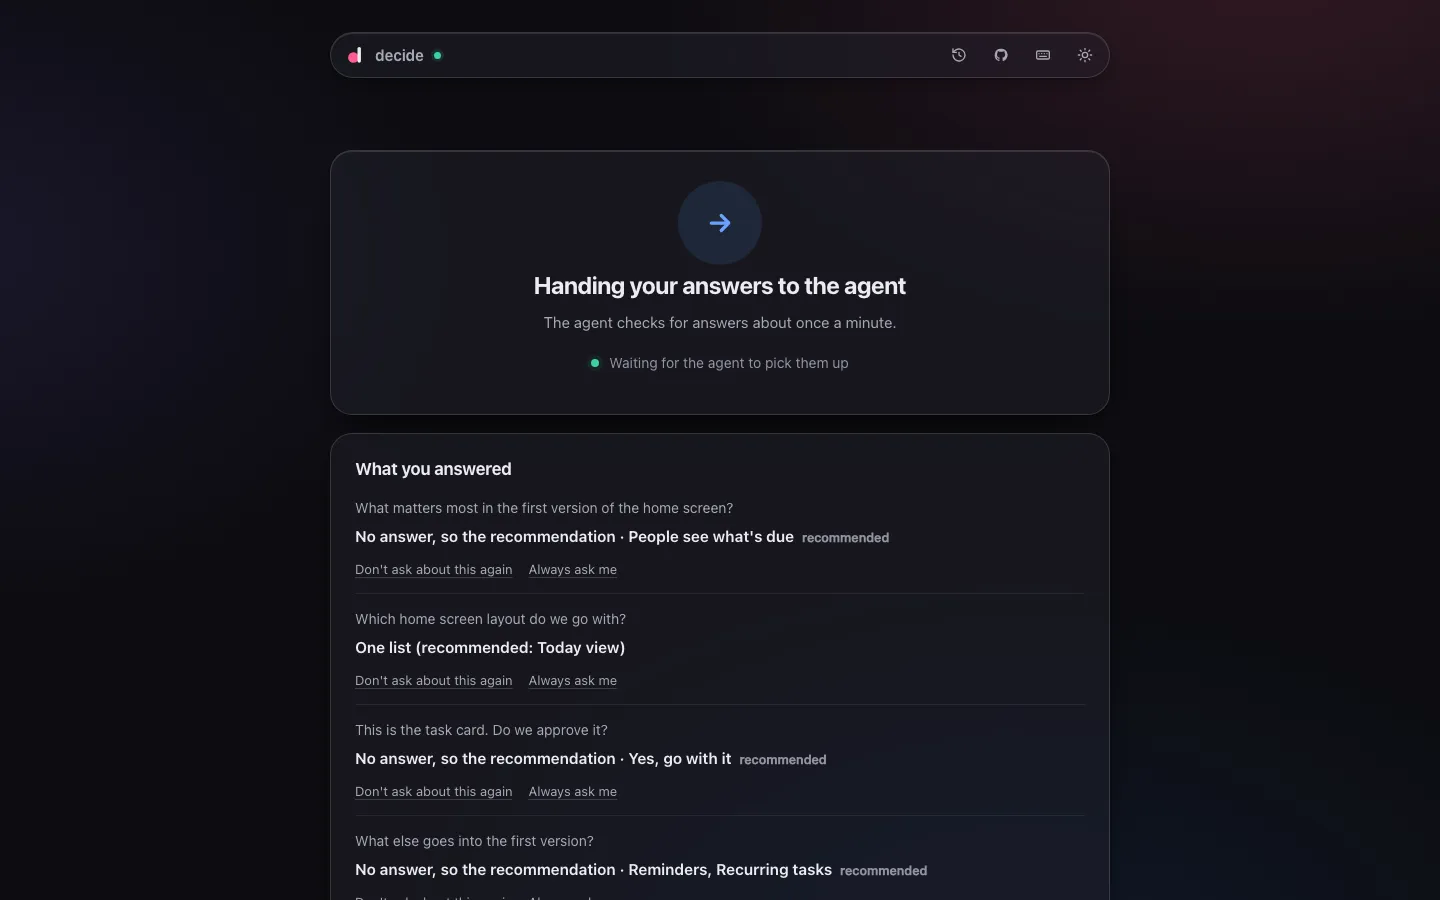 decide
Handing your answers to the agent
The agent checks for answers about once a minute.
Waiting for the agent to pick them up
What you answered
What matters most in the first version of the home screen?
No answer, so the recommendation · People see what's due recommended
Don't ask about this again Always ask me
Which home screen layout do we go with?
One list (recommended: Today view)
Don't ask about this again Always ask me
This is the task card. Do we approve it?
No answer, so the recommendation · Yes, go with it recommended
Don't ask about this again Always ask me
What else goes into the first version?
No answer, so the recommendation · Reminders, Recurring tasks recommended